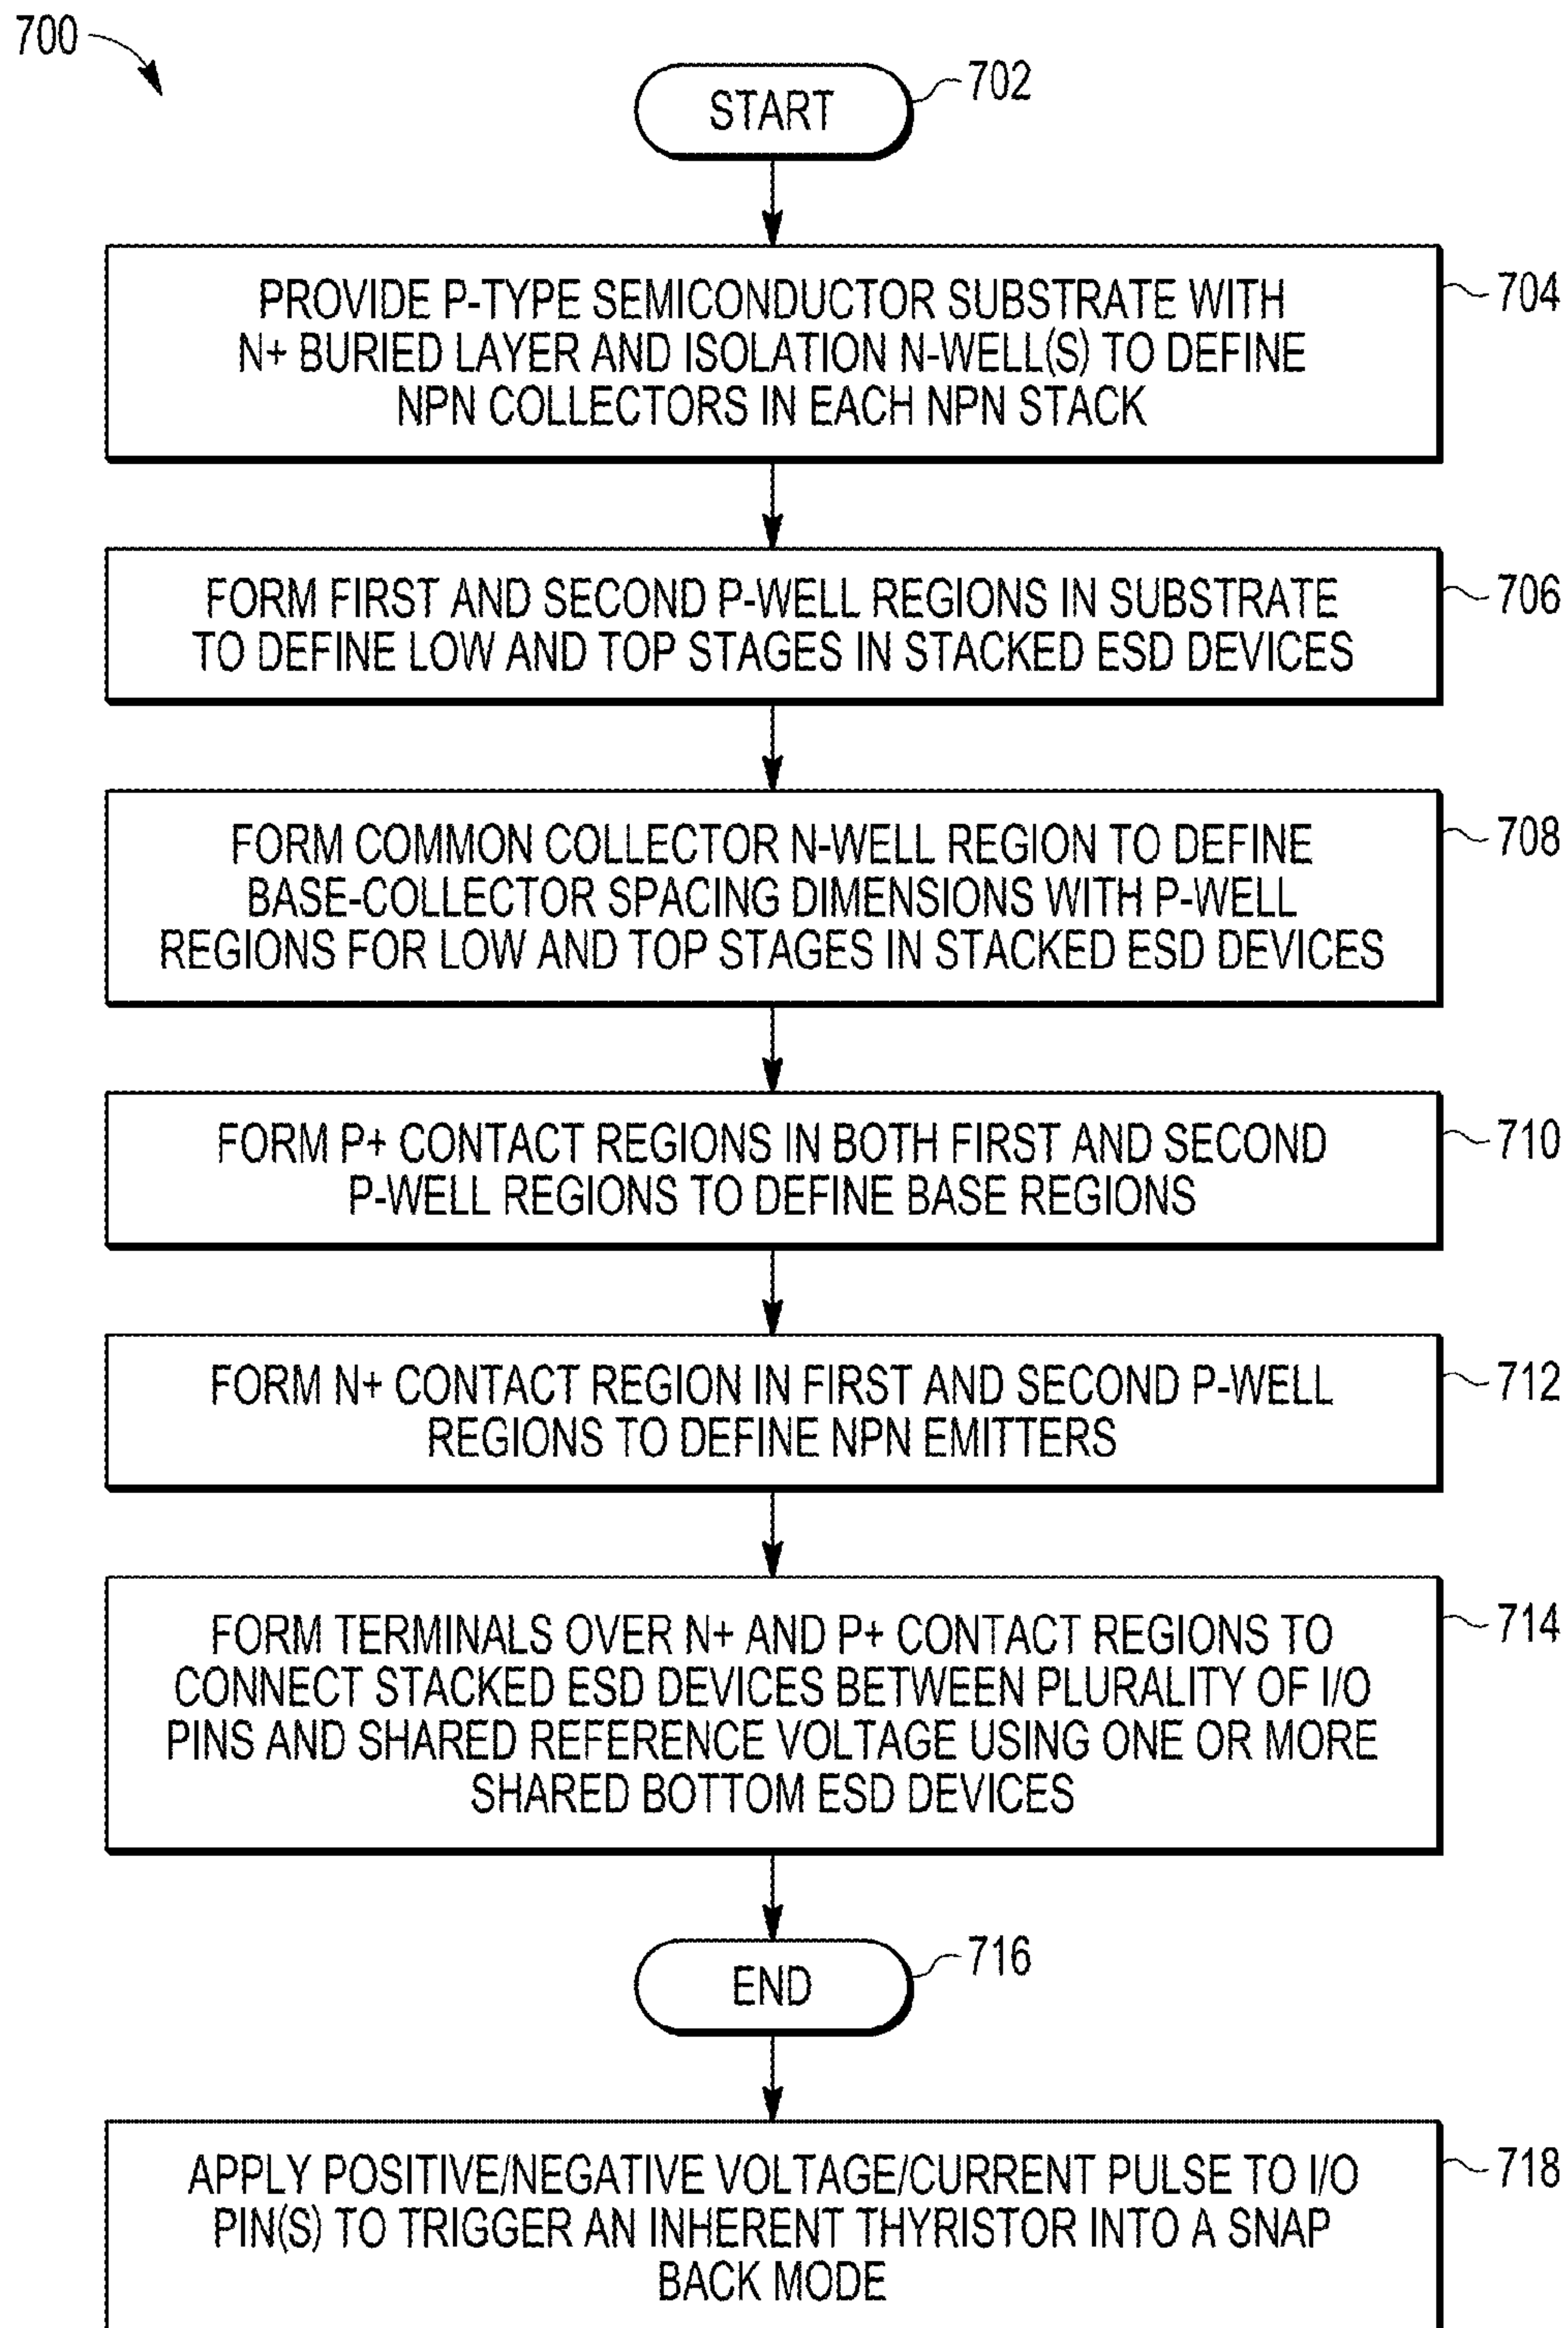 700
702
START
704
PROVIDE P-TYPE SEMICONDUCTOR SUBSTRATE WITH
N+ BURIED LAYER AND ISOLATION N-WELL(S) TO DEFINE
NPN COLLECTORS IN EACH NPN STACK
706
FORM FIRST AND SECOND P-WELL REGIONS IN SUBSTRATE
TO DEFINE LOW AND TOP STAGES IN STACKED ESD DEVICES
708
FORM COMMON COLLECTOR N-WELL REGION TO DEFINE
BASE-COLLECTOR SPACING DIMENSIONS WITH P-WELL
REGIONS FOR LOW AND TOP STAGES IN STACKED ESD DEVICES
710
FORM P+ CONTACT REGIONS IN BOTH FIRST AND SECOND
P-WELL REGIONS TO DEFINE BASE REGIONS
712
FORM N+ CONTACT REGION IN FIRST AND SECOND P-WELL
REGIONS TO DEFINE NPN EMITTERS
714
FORM TERMINALS OVER N+ AND P+ CONTACT REGIONS TO
CONNECT STACKED ESD DEVICES BETWEEN PLURALITY OF I/O
PINS AND SHARED REFERENCE VOLTAGE USING ONE OR MORE
SHARED BOTTOM ESD DEVICES
716
END
718
APPLY POSITIVE/NEGATIVE VOLTAGE/CURRENT PULSE TO I/O
PIN(S) TO TRIGGER AN INHERENT THYRISTOR INTO A SNAP
BACK MODE